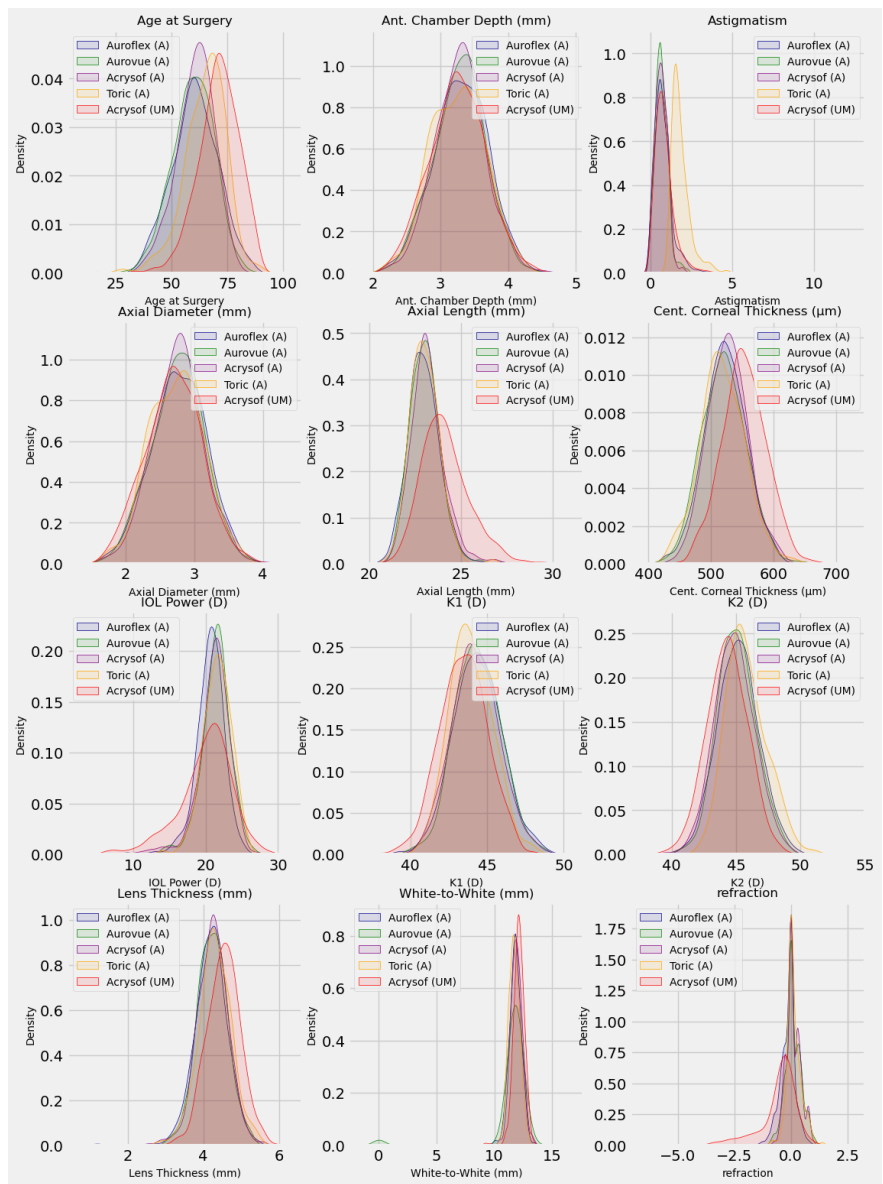 Age at Surgery
Auroflex (A)
Aurovue (A)
Acrysof (A)
Toric (A)
Acrysof (UM)
0.04
0.03
0.02
0.01
0.00
Density
25 50 75 100
Age at Surgery
Ant. Chamber Depth (mm)
Auroflex (A)
Aurovue (A)
Acrysof (A)
Toric (A)
Acrysof (UM)
1.0
0.8
0.6
0.4
0.2
0.0
Density
2 3 4 5
Ant. Chamber Depth (mm)
Astigmatism
Auroflex (A)
Aurovue (A)
Acrysof (A)
Toric (A)
Acrysof (UM)
1.0
0.8
0.6
0.4
0.2
0.0
Density
0 5 10
Astigmatism
Axial Diameter (mm)
Auroflex (A)
Aurovue (A)
Acrysof (A)
Toric (A)
Acrysof (UM)
1.0
0.8
0.6
0.4
0.2
0.0
Density
2 3 4
Axial Diameter (mm)
Axial Length (mm)
Auroflex (A)
Aurovue (A)
Acrysof (A)
Toric (A)
Acrysof (UM)
0.5
0.4
0.3
0.2
0.1
0.0
Density
20 25 30
Axial Length (mm)
Cent. Corneal Thickness (μm)
Auroflex (A)
Aurovue (A)
Acrysof (A)
Toric (A)
Acrysof (UM)
0.012
0.010
0.008
0.006
0.004
0.002
0.000
Density
400 500 600 700
Cent. Corneal Thickness (μm)
IOL Power (D)
Auroflex (A)
Aurovue (A)
Acrysof (A)
Toric (A)
Acrysof (UM)
0.20
0.15
0.10
0.05
0.00
Density
10 20 30
IOL Power (D)
K1 (D)
Auroflex (A)
Aurovue (A)
Acrysof (A)
Toric (A)
Acrysof (UM)
0.25
0.20
0.15
0.10
0.05
0.00
Density
40 45 50
K1 (D)
K2 (D)
Auroflex (A)
Aurovue (A)
Acrysof (A)
Toric (A)
Acrysof (UM)
0.25
0.20
0.15
0.10
0.05
0.00
Density
40 45 50 55
K2 (D)
Lens Thickness (mm)
Auroflex (A)
Aurovue (A)
Acrysof (A)
Toric (A)
Acrysof (UM)
1.0
0.8
0.6
0.4
0.2
0.0
Density
2 4 6
Lens Thickness (mm)
White-to-White (mm)
Auroflex (A)
Aurovue (A)
Acrysof (A)
Toric (A)
Acrysof (UM)
0.8
0.6
0.4
0.2
0.0
Density
0 5 10 15
White-to-White (mm)
refraction
Auroflex (A)
Aurovue (A)
Acrysof (A)
Toric (A)
Acrysof (UM)
1.75
1.50
1.25
1.00
0.75
0.50
0.25
0.00
Density
−5.0 −2.5 0.0 2.5
refraction